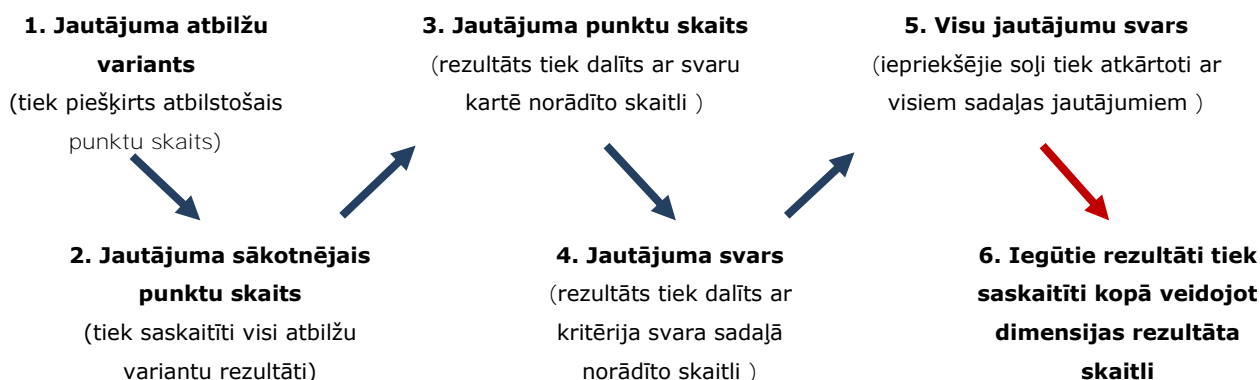 1. Jautājuma atbilžu
variants
(tiek piešķirts atbilstošais
punktu skaits)
2. Jautājuma sākotnējais
punktu skaits
(tiek saskaitīti visi atbilžu
variantu rezultāti)
3. Jautājuma punktu skaits
(rezultāts tiek dalīts ar svaru
kartē norādīto skaitli )
4. Jautājuma svars
(rezultāts tiek dalīts ar
kritērija svara sadaļā
norādīto skaitli )
5. Visu jautājumu svars
(iepriekšējie soļi tiek atkārtoti ar
visiem sadaļas jautājumiem )
6. Iegūtie rezultāti tiek
saskaitīti kopā veidojot
dimensijas rezultāta
skaitli